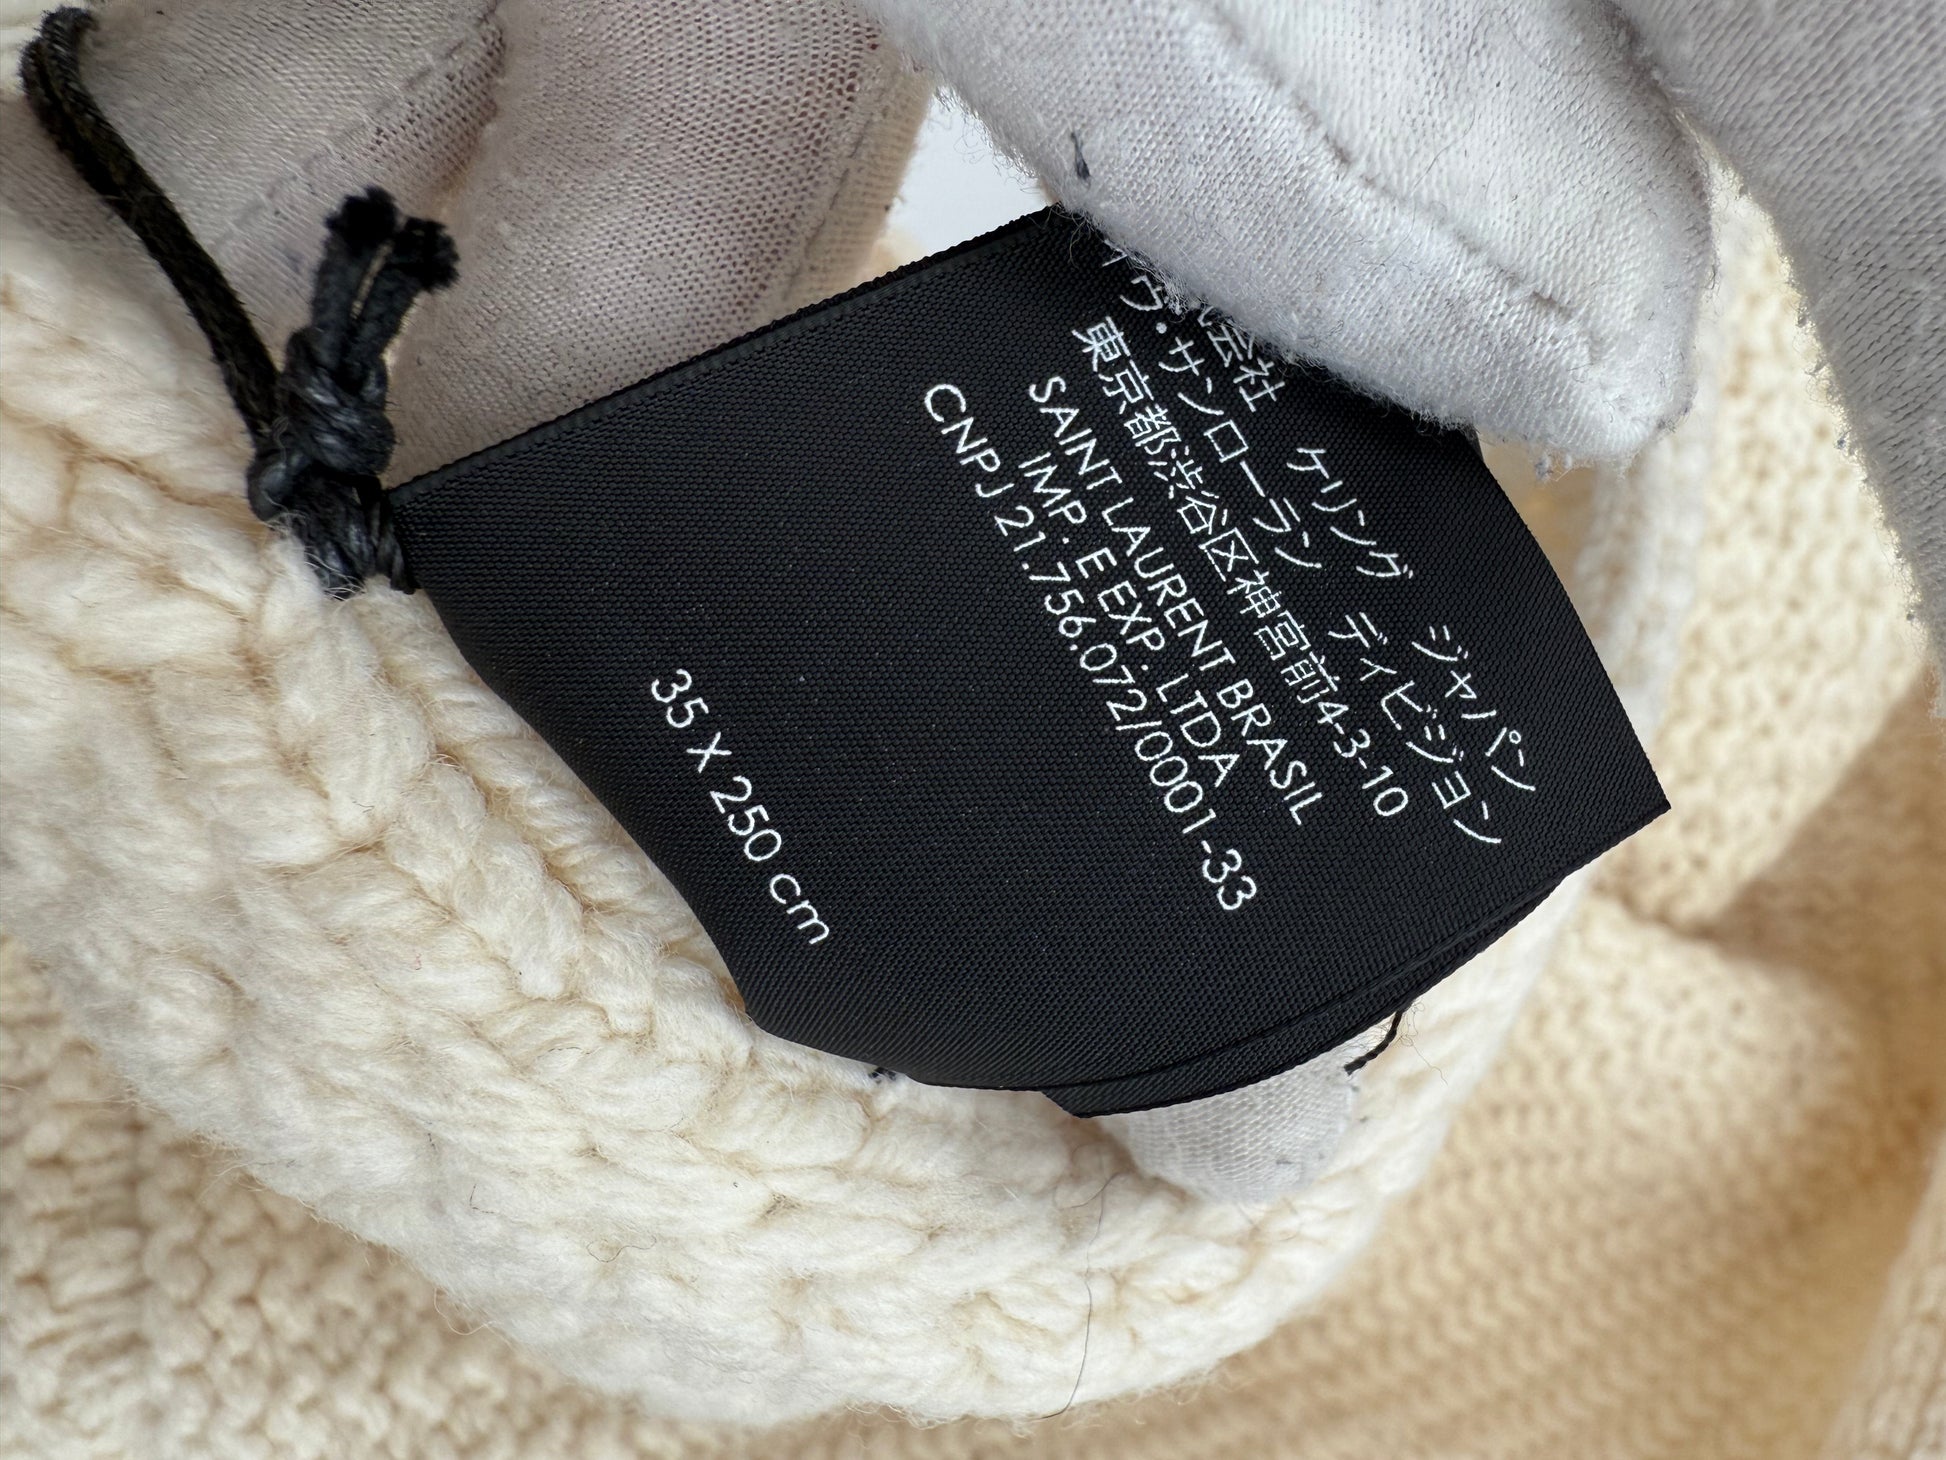 会社 ケリング ジャパン
イヴ・サンローラン ディビジョン
東京都渋谷区神宮前4-3-10
SAINT LAURENT BRASIL
IMP. E EXP. LTDA
CNPJ 21.756.072/0001-33
35 X 250 cm